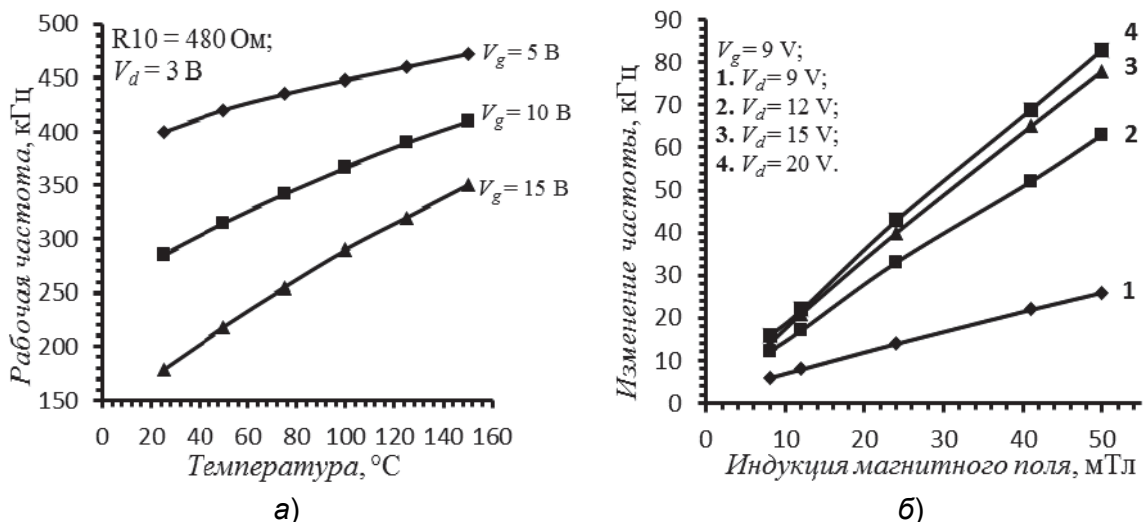 500
450
400
350
300
250
200
150
Рабочая частота, кГц
R10 = 480 Ом;
V_d = 3 В
V_g = 5 В
V_g = 10 В
V_g = 15 В
0 20 40 60 80 100 120 140 160
Температура, °С
а)
90
80
70
60
50
40
30
20
10
0
Изменение частоты, кГц
V_g = 9 V;
1. V_d = 9 V;
2. V_d = 12 V;
3. V_d = 15 V;
4. V_d = 20 V.
4
3
2
1
0 10 20 30 40 50
Индукция магнитного поля, мТл
б)